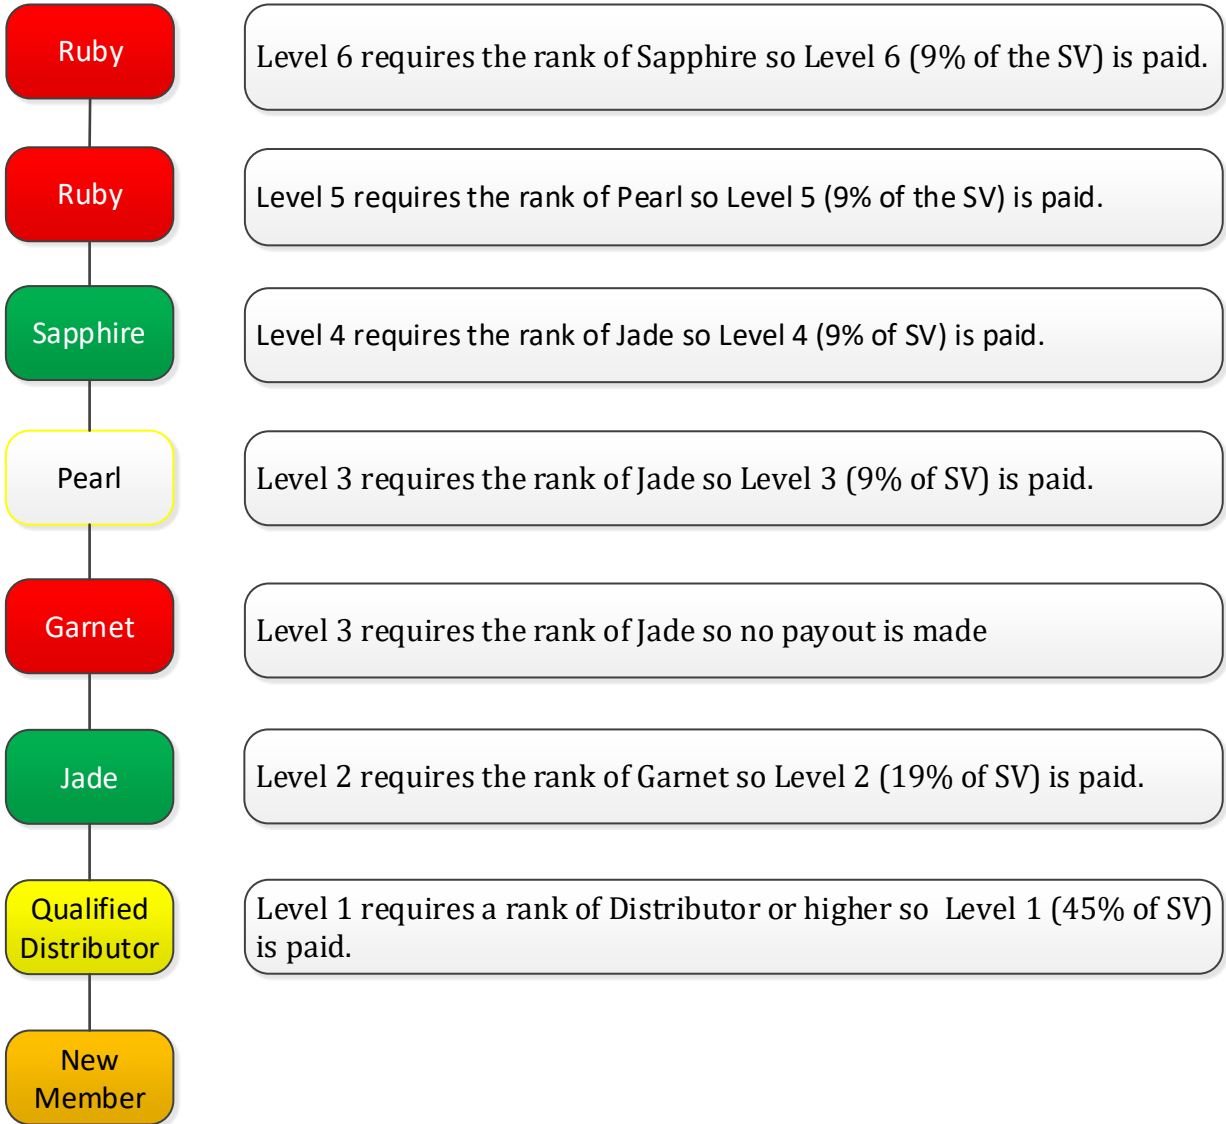 Ruby
Level 6 requires the rank of Sapphire so Level 6 (9% of the SV) is paid.
Ruby
Level 5 requires the rank of Pearl so Level 5 (9% of the SV) is paid.
Sapphire
Level 4 requires the rank of Jade so Level 4 (9% of SV) is paid.
Pearl
Level 3 requires the rank of Jade so Level 3 (9% of SV) is paid.
Garnet
Level 3 requires the rank of Jade so no payout is made
Jade
Level 2 requires the rank of Garnet so Level 2 (19% of SV) is paid.
Qualified
Distributor
Level 1 requires a rank of Distributor or higher so  Level 1 (45% of SV)
is paid.
New
Member